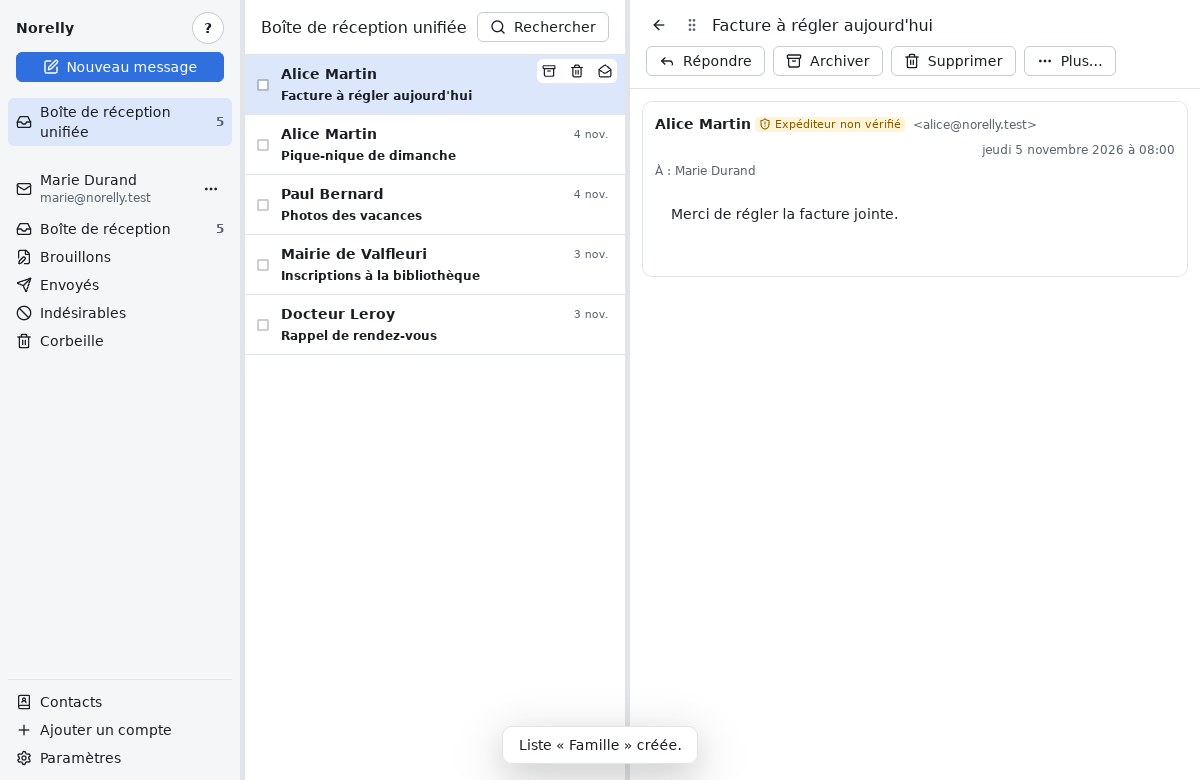 Norelly
?
Nouveau message
Boîte de réception
unifiée
5
Marie Durand
marie@norelly.test
Boîte de réception
5
Brouillons
Envoyés
Indésirables
Corbeille
Contacts
Ajouter un compte
Paramètres
Boîte de réception unifiée
Rechercher
Alice Martin
Facture à régler aujourd'hui
Alice Martin
4 nov.
Pique-nique de dimanche
Paul Bernard
4 nov.
Photos des vacances
Mairie de Valfleuri
3 nov.
Inscriptions à la bibliothèque
Docteur Leroy
3 nov.
Rappel de rendez-vous
Facture à régler aujourd'hui
Répondre
Archiver
Supprimer
Plus...
Alice Martin
Expéditeur non vérifié
<alice@norelly.test>
jeudi 5 novembre 2026 à 08:00
À : Marie Durand
Merci de régler la facture jointe.
Liste « Famille » créée.